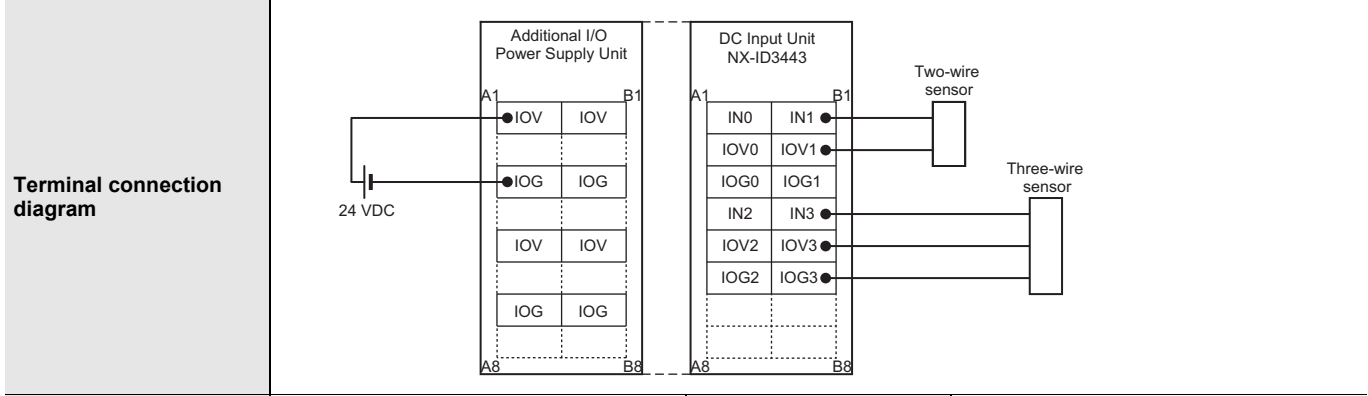 Terminal connection
diagram
Additional I/O
Power Supply Unit
A1 B1
IOV IOV
IOG IOG
IOV IOV
IOG IOG
A8 B8
24 VDC
DC Input Unit
NX-ID3443
A1 B1
IN0 IN1
IOV0 IOV1
IOG0 IOG1
IN2 IN3
IOV2 IOV3
IOG2 IOG3
A8 B8
Two-wire
sensor
Three-wire
sensor